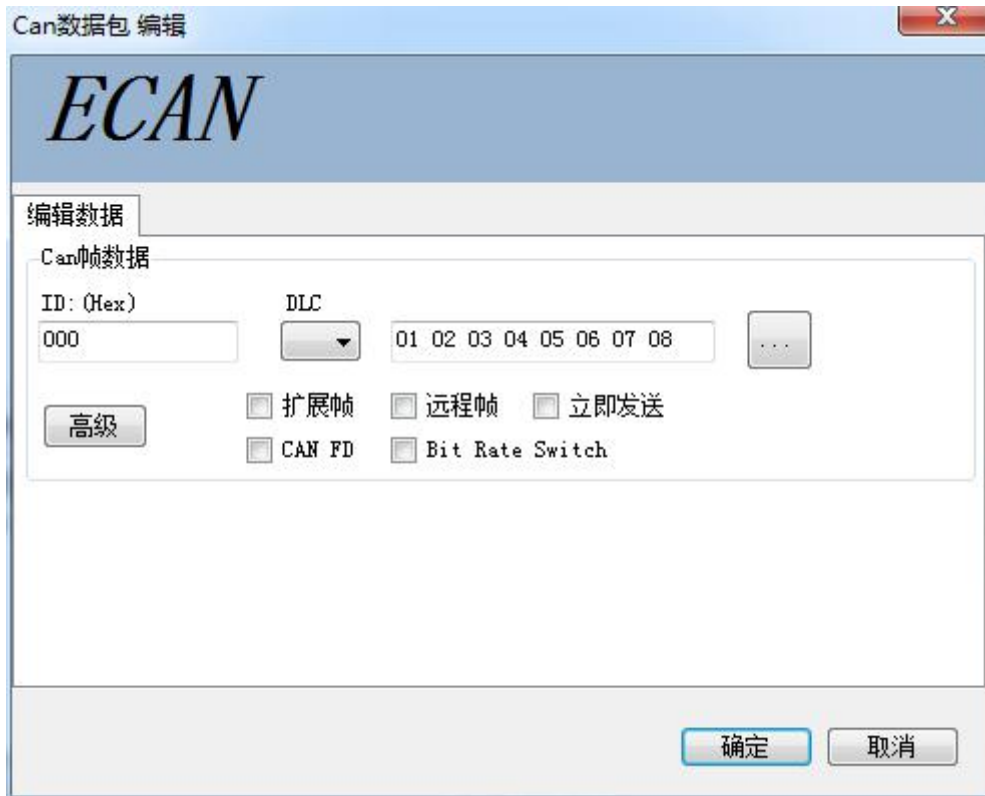 Can数据包 编辑
ECAN
编辑数据
Can帧数据
ID:(Hex) DLC
000 01 02 03 04 05 06 07 08 ...
高级 扩展帧 远程帧 立即发送
CAN FD Bit Rate Switch
确定 取消